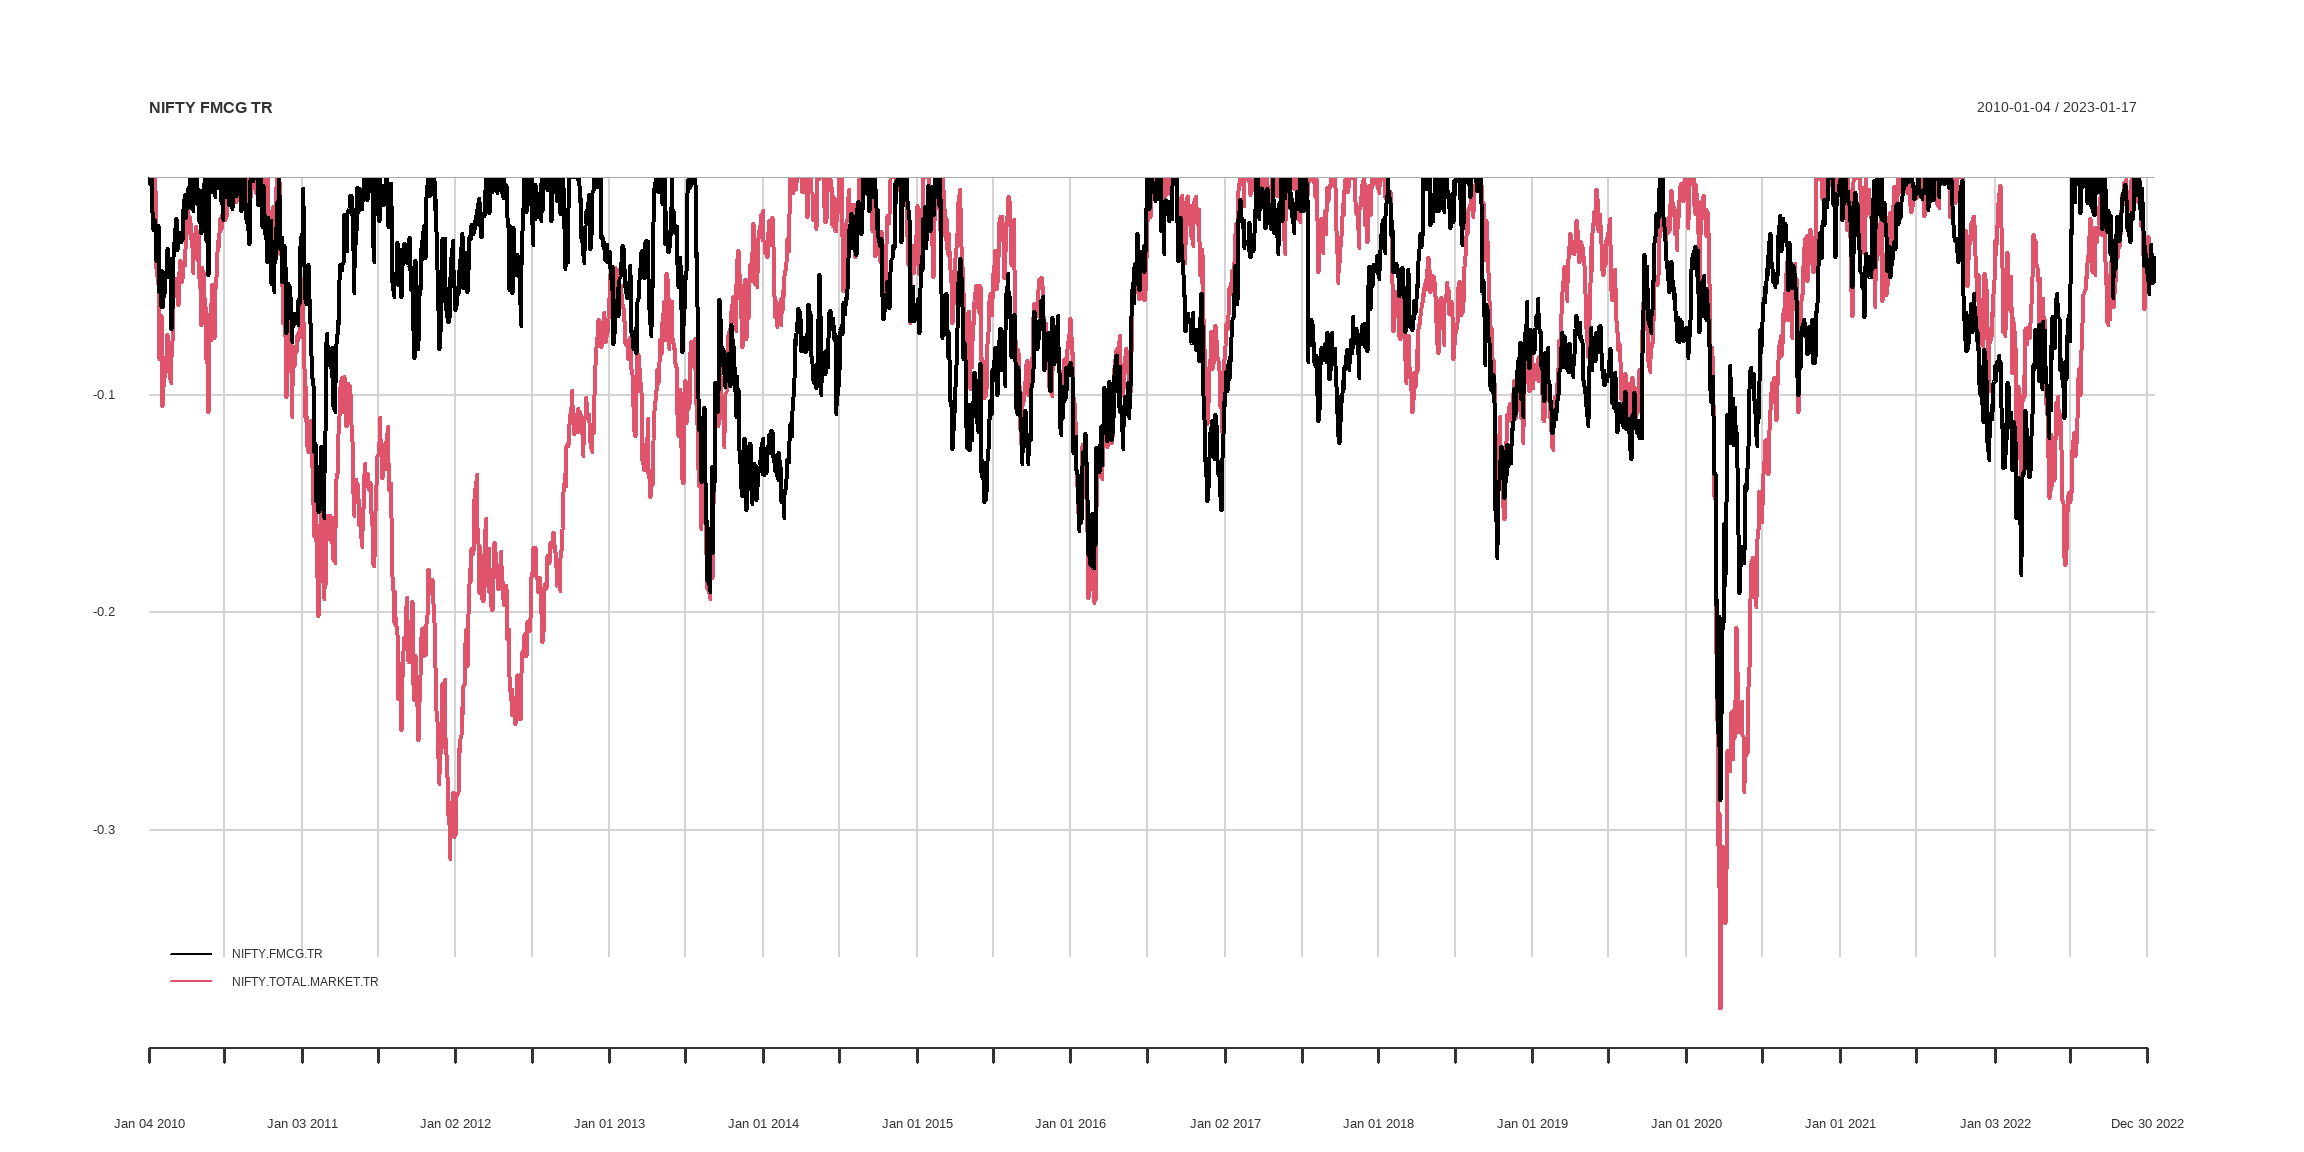 NIFTY FMCG TR
2010-01-04 / 2023-01-17
-0.1
-0.2
-0.3
NIFTY.FMCG.TR
NIFTY.TOTAL.MARKET.TR
Jan 04 2010 Jan 03 2011 Jan 02 2012 Jan 01 2013 Jan 01 2014 Jan 01 2015 Jan 01 2016 Jan 02 2017 Jan 01 2018 Jan 01 2019 Jan 01 2020 Jan 01 2021 Jan 03 2022 Dec 30 2022